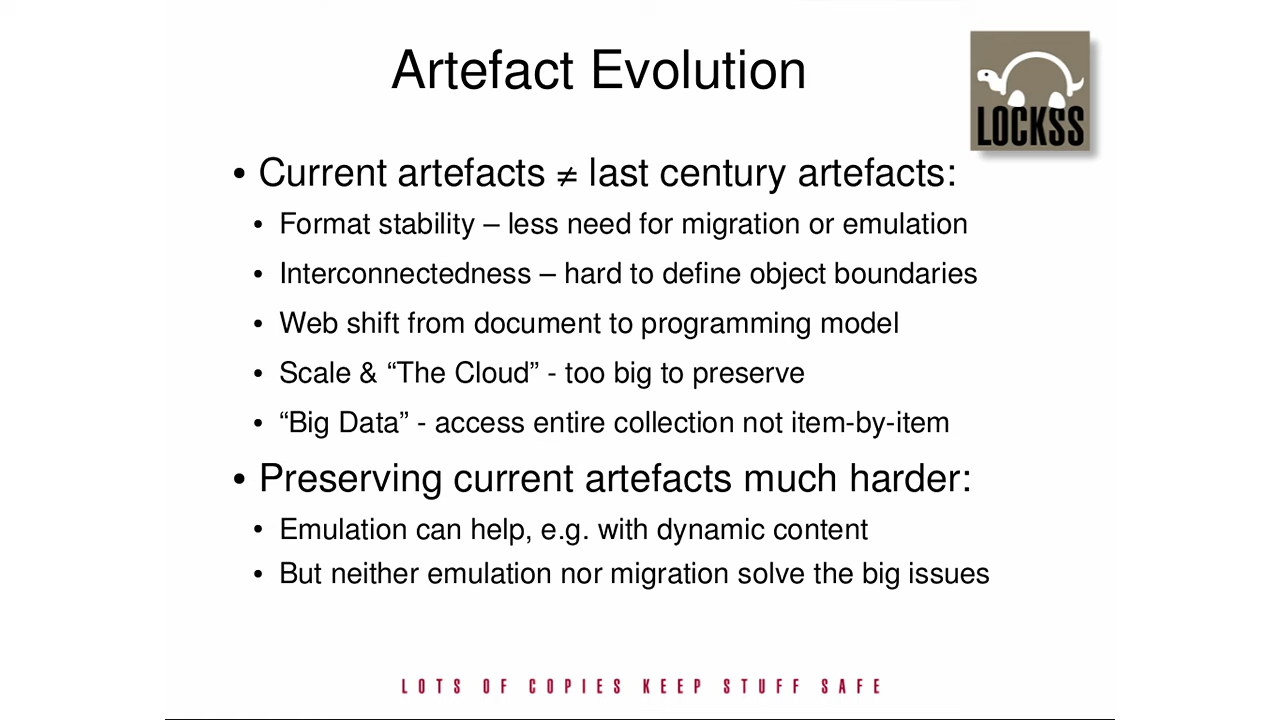 Artefact Evolution
LOCKSS
• Current artefacts ≠ last century artefacts:
• Format stability – less need for migration or emulation
• Interconnectedness – hard to define object boundaries
• Web shift from document to programming model
• Scale & “The Cloud” - too big to preserve
• “Big Data” - access entire collection not item-by-item
• Preserving current artefacts much harder:
• Emulation can help, e.g. with dynamic content
• But neither emulation nor migration solve the big issues
LOTS OF COPIES KEEP STUFF SAFE